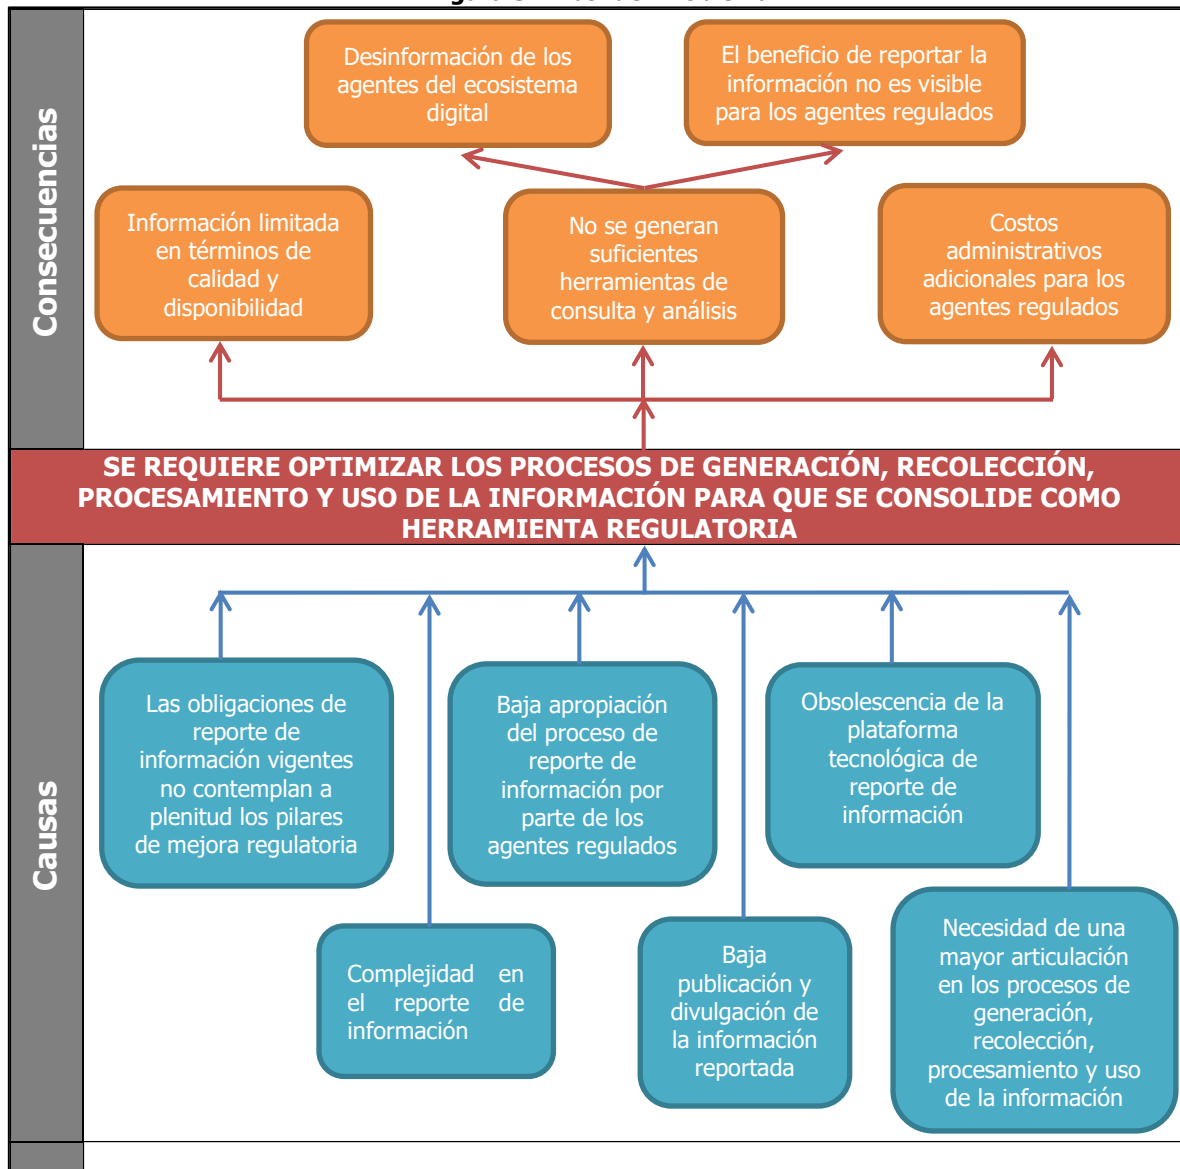 Consecuencias
Desinformación de los
agentes del ecosistema
digital
El beneficio de reportar la
información no es visible
para los agentes regulados
Información limitada
en términos de
calidad y
disponibilidad
No se generan
suficientes
herramientas de
consulta y análisis
Costos
administrativos
adicionales para los
agentes regulados
SE REQUIERE OPTIMIZAR LOS PROCESOS DE GENERACIÓN, RECOLECCIÓN,
PROCESAMIENTO Y USO DE LA INFORMACIÓN PARA QUE SE CONSOLIDE COMO
HERRAMIENTA REGULATORIA
Causas
Las obligaciones de
reporte de
información vigentes
no contemplan a
plenitud los pilares
de mejora regulatoria
Baja apropiación
del proceso de
reporte de
información por
parte de los
agentes regulados
Obsolescencia de la
plataforma
tecnológica de
reporte de
información
Complejidad en
el reporte de
información
Baja
publicación y
divulgación de
la información
reportada
Necesidad de una
mayor articulación
en los procesos de
generación,
recolección,
procesamiento y uso
de la información